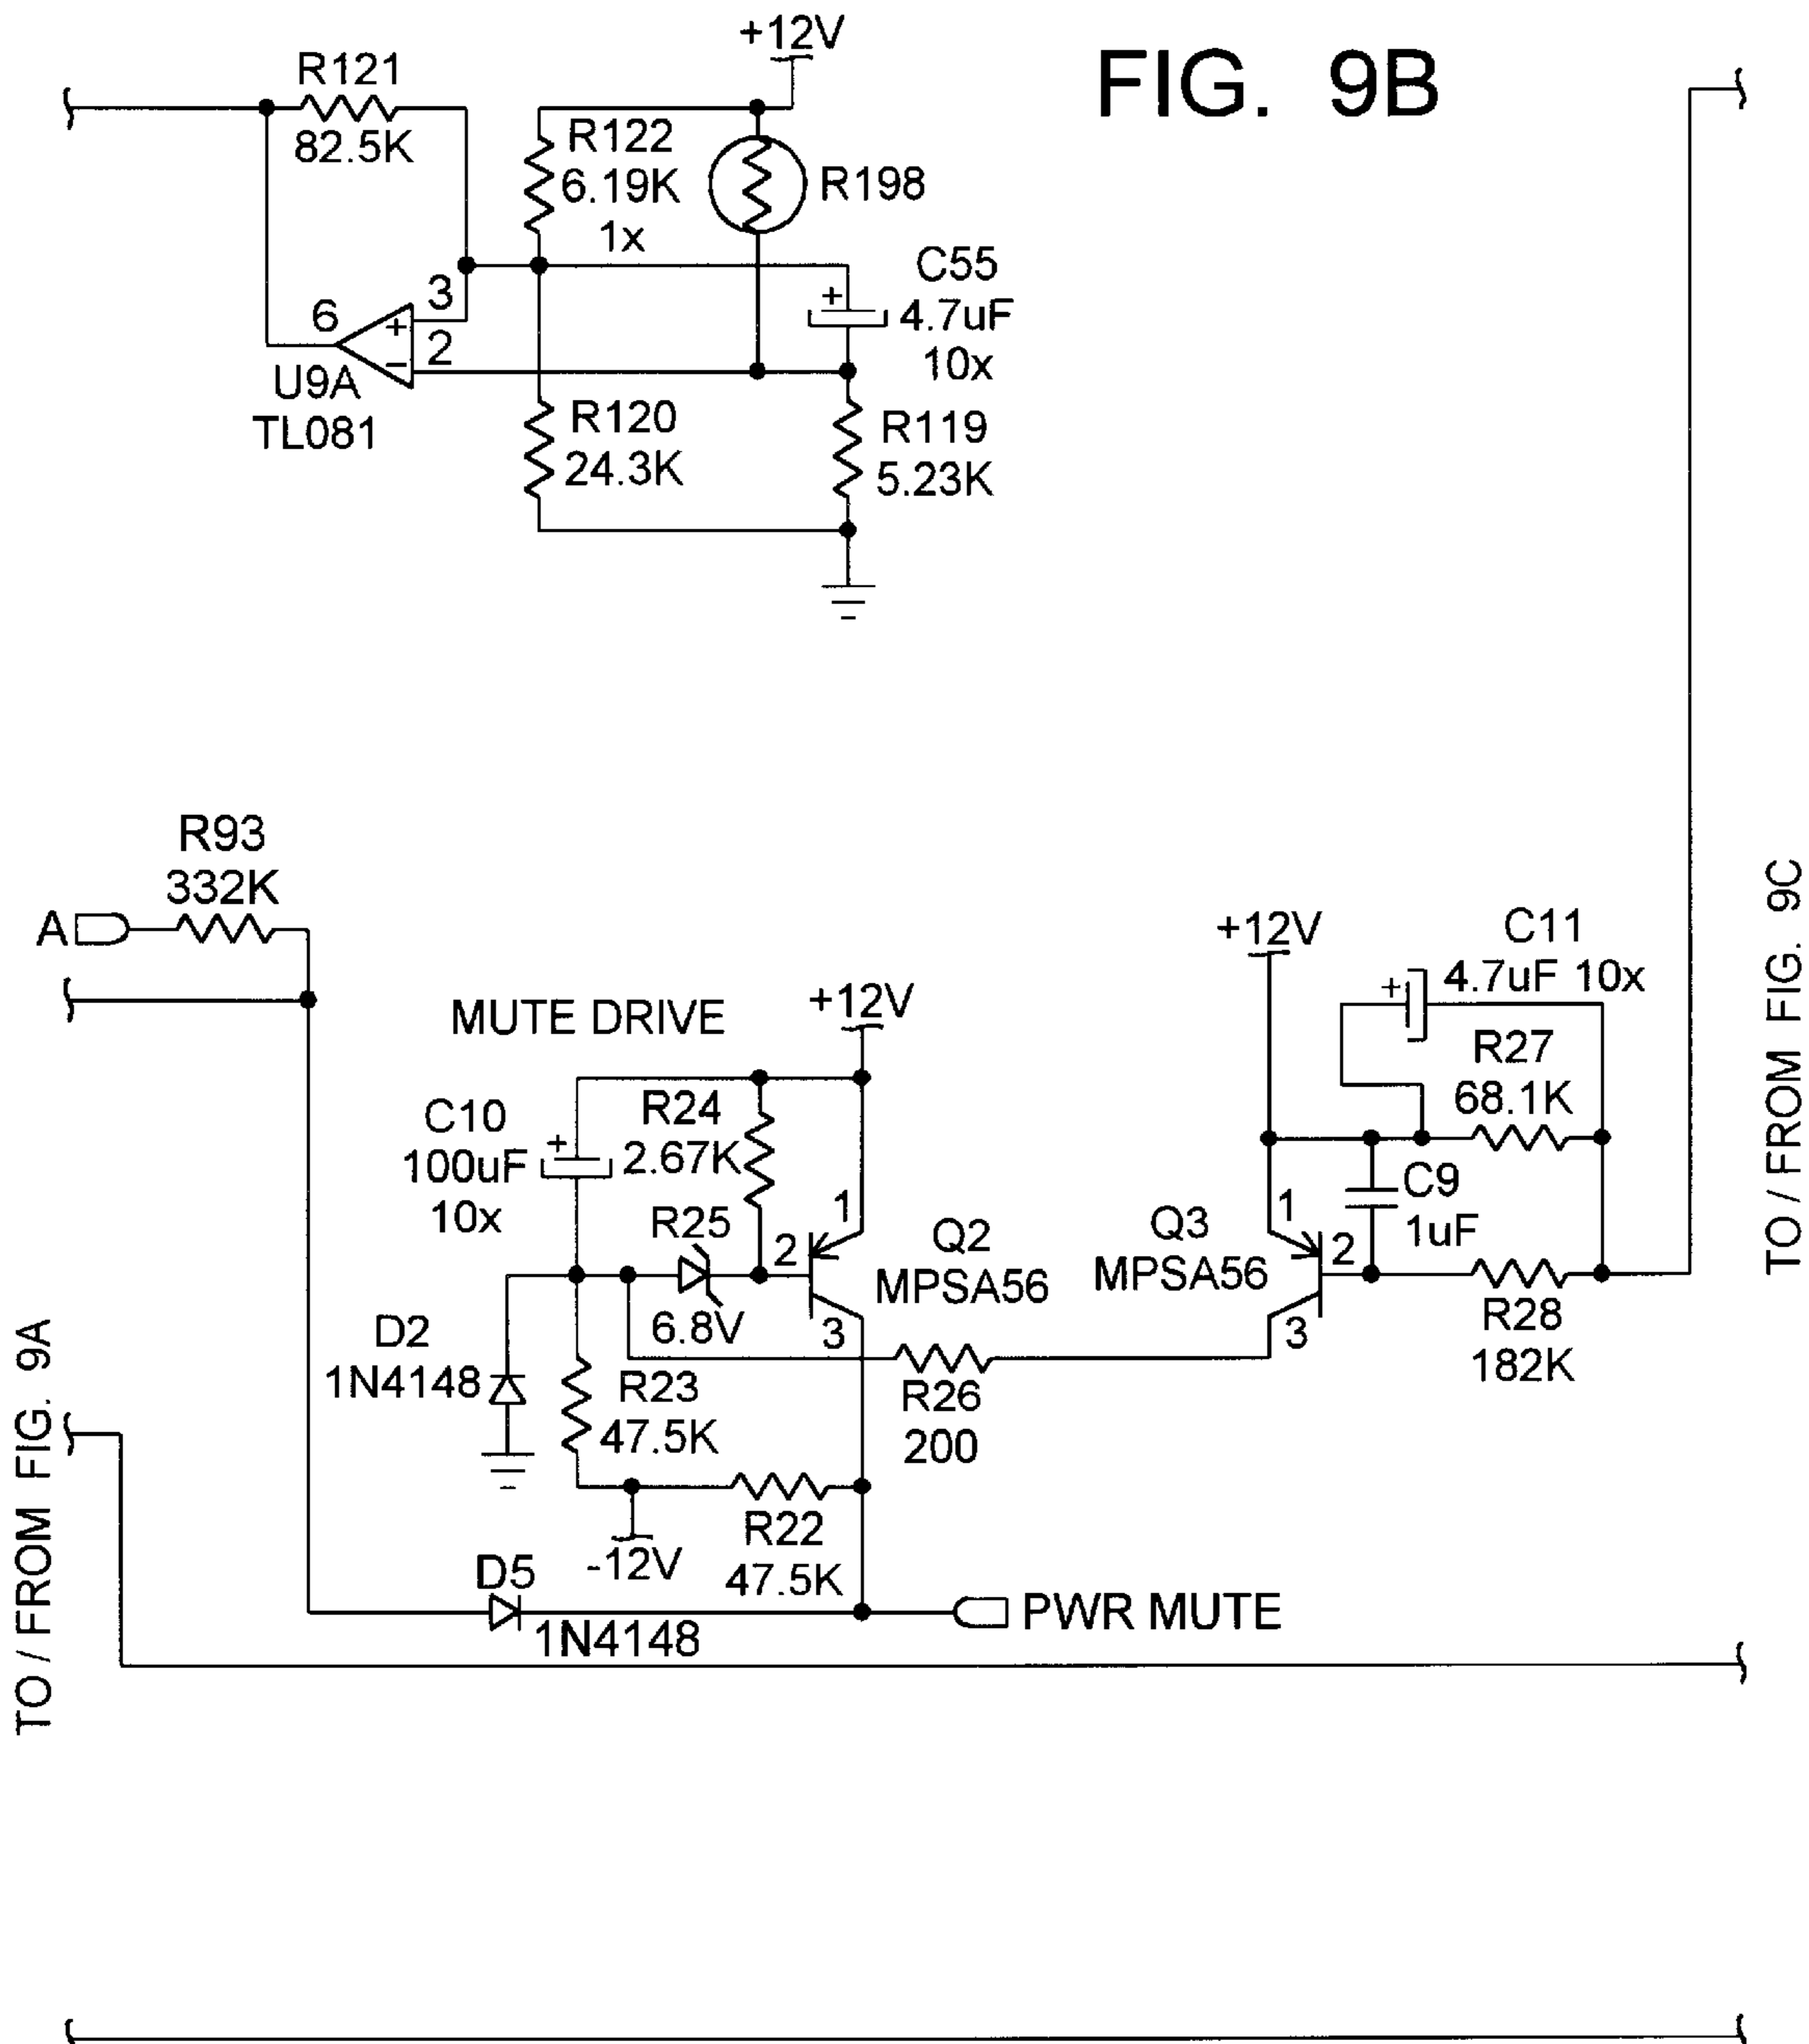 FIG. 9B
+12V
R121
82.5K
R122
6.19K
1x
R198
C55
4.7uF
10x
6
3
2
+
−
U9A
TL081
R120
24.3K
R119
5.23K
R93
332K
A
MUTE DRIVE
+12V
C10
100uF
10x
+
R24
2.67K
R25
6.8V
1
2
3
Q2
MPSA56
D2
1N4148
R23
47.5K
R22
47.5K
-12V
R26
200
D5
1N4148
PWR MUTE
+12V
C11
4.7uF 10x
+
R27
68.1K
C9
1uF
Q3
MPSA56
1
2
3
R28
182K
+
TO / FROM FIG. 9A
TO / FROM FIG. 9C